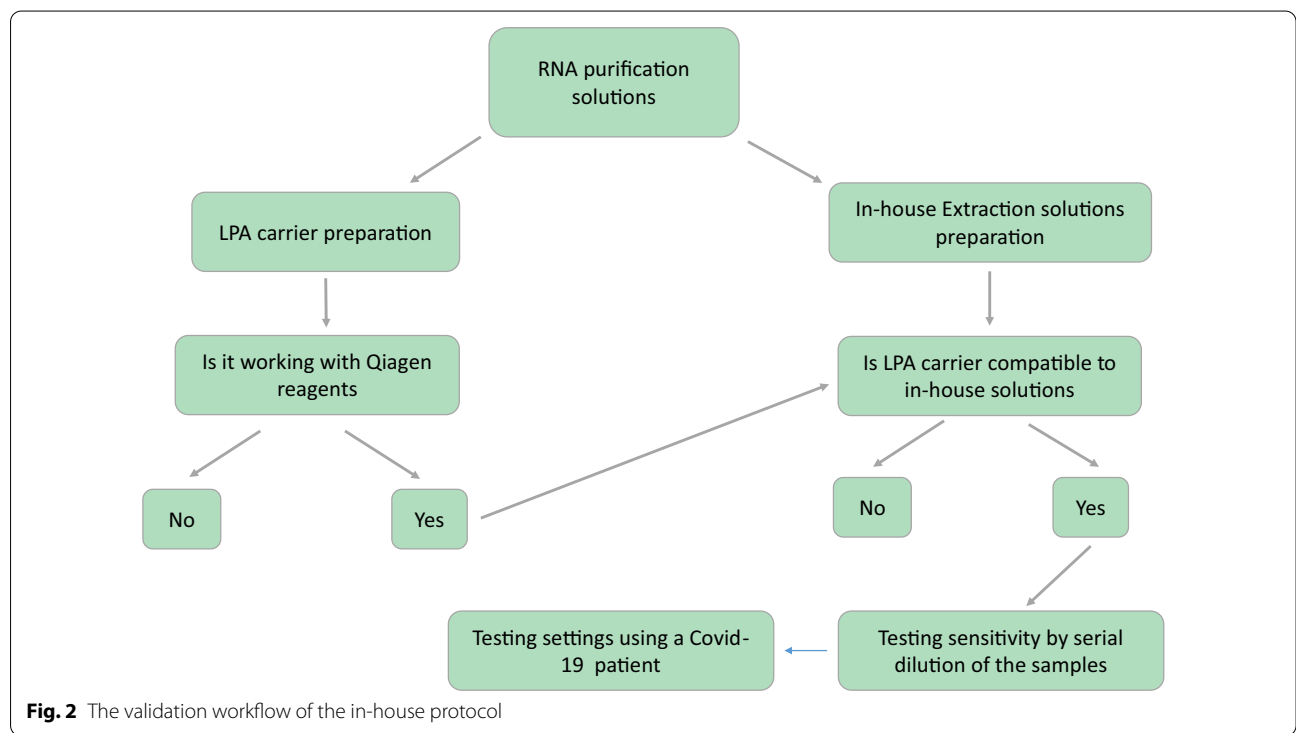 RNA purification
solutions
LPA carrier preparation
In-house Extraction solutions
preparation
Is it working with Qiagen
reagents
Is LPA carrier compatible to
in-house solutions
No
Yes
No
Yes
Testing settings using a Covid-
19 patient
Testing sensitivity by serial
dilution of the samples
Fig. 2 The validation workflow of the in-house protocol